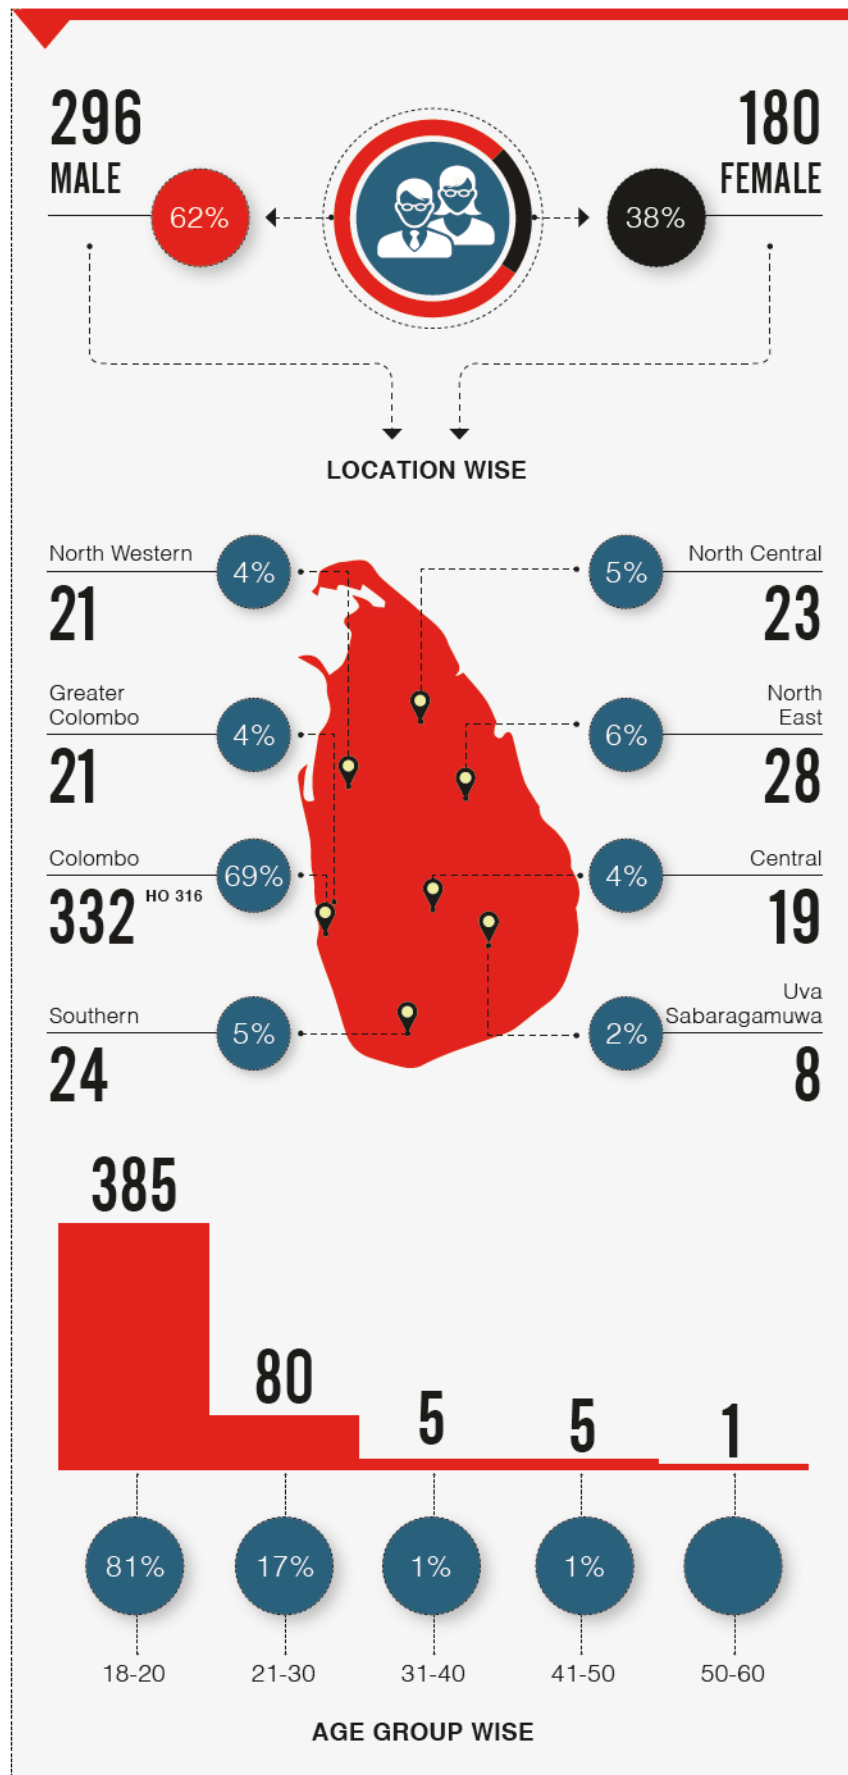 296
MALE
62%
180
FEMALE
38%
LOCATION WISE
North Western
4%
21
North Central
5%
23
Greater
Colombo
4%
21
North
East
6%
28
Colombo
69%
332 HO 316
Central
4%
19
Southern
5%
24
Uva
Sabaragamuwa
2%
8
385
80
5
5
1
81%
17%
1%
1%
18-20
21-30
31-40
41-50
50-60
AGE GROUP WISE